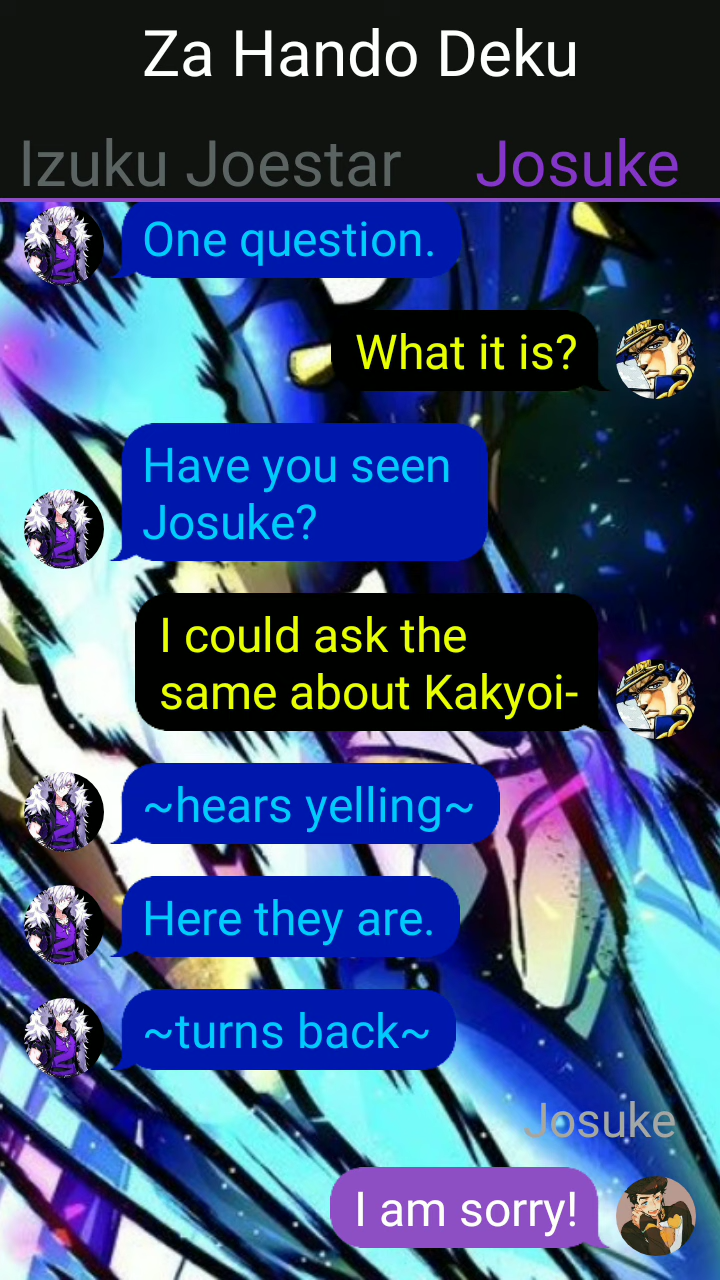 Za Hando Deku
Izuku Joestar Josuke
One question.
What it is?
Have you seen
Josuke?
I could ask the
same about Kakyoi-
~hears yelling~
Here they are.
~turns back~
Josuke
I am sorry!